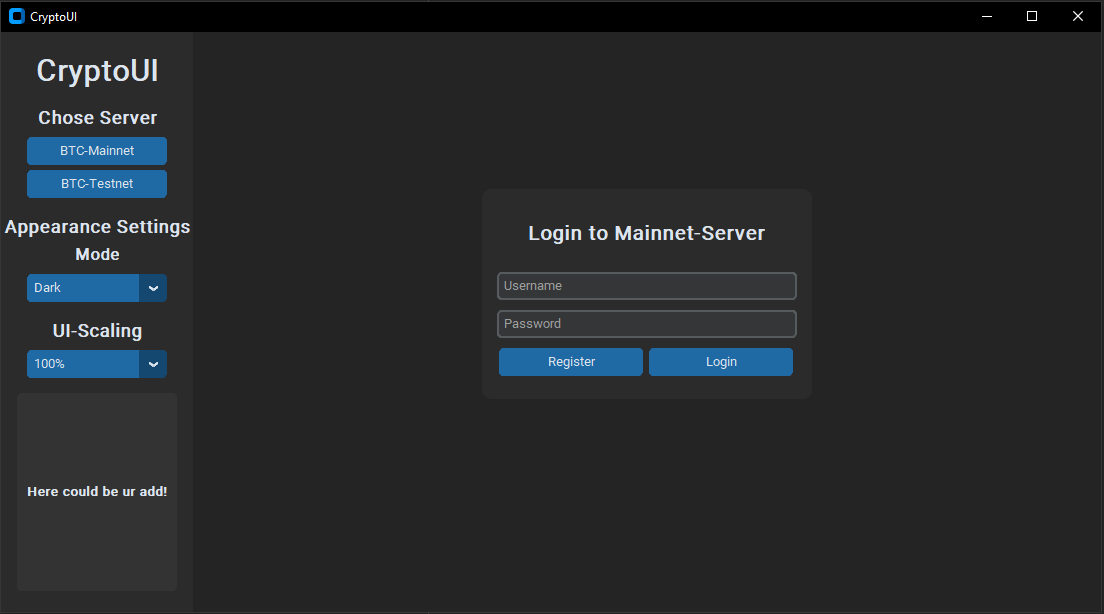 CryptoUI
CryptoUI
Chose Server
BTC-Mainnet
BTC-Testnet
Appearance Settings
Mode
Dark
UI-Scaling
100%
Here could be ur add!
Login to Mainnet-Server
Username
Password
Register Login